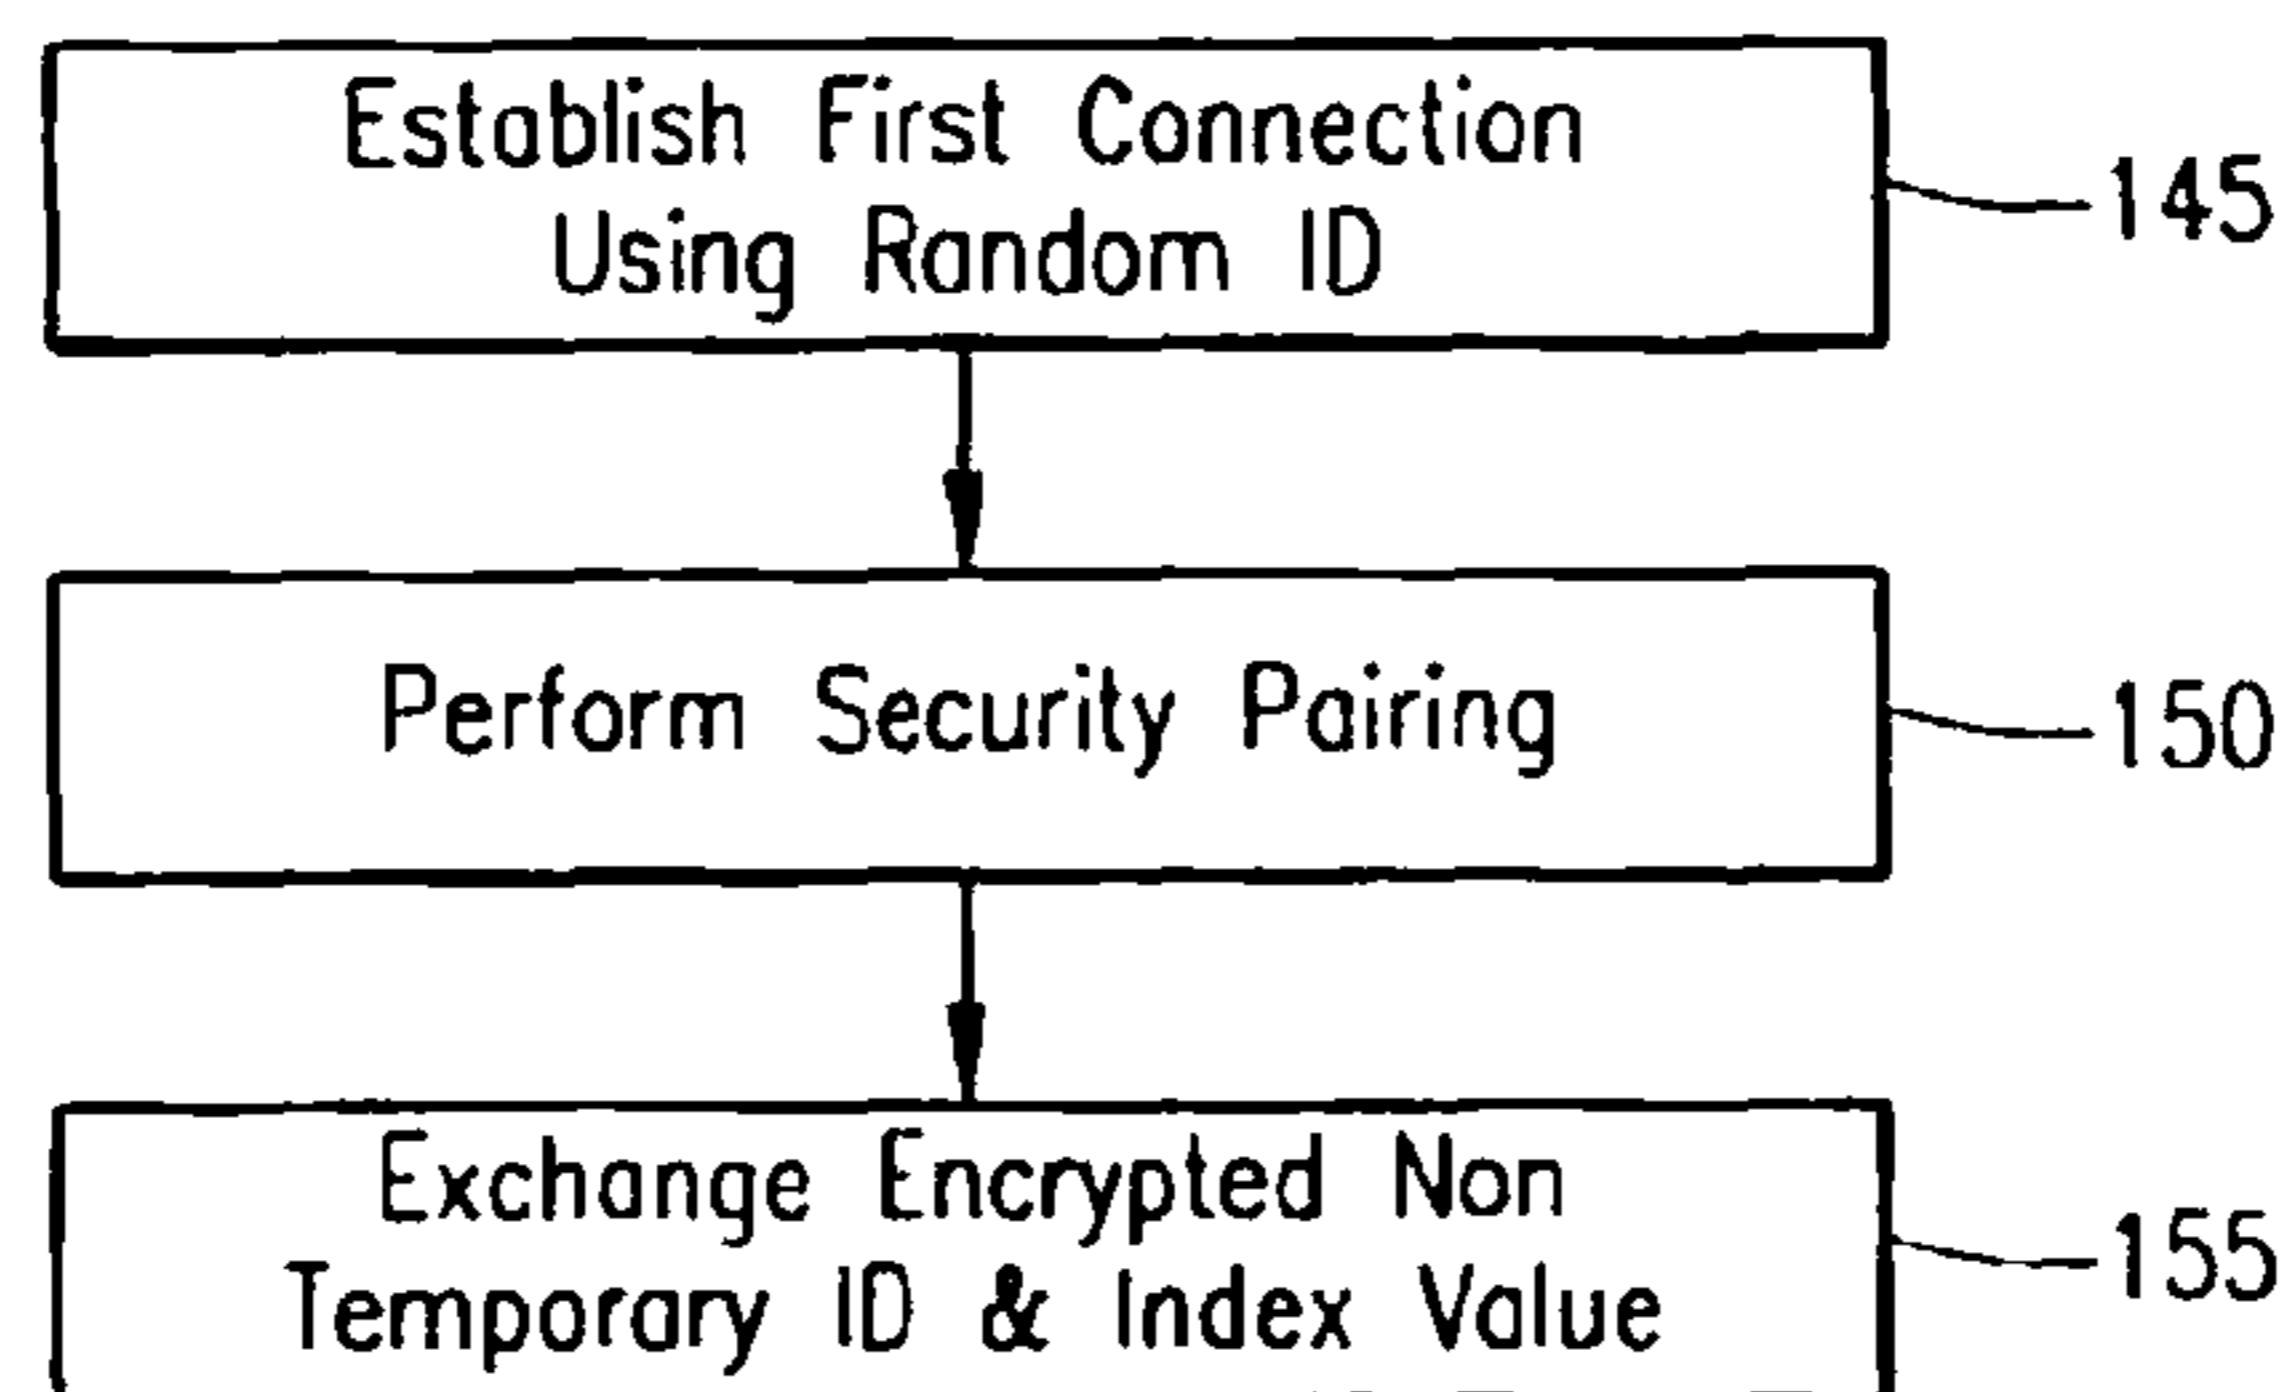 Establish First Connection
Using Random ID
145
Perform Security Pairing
150
Exchange Encrypted Non
Temporary ID & Index Value
155